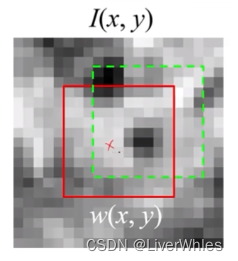 I(x, y)
w(x, y)
CSDN @LiverWhles